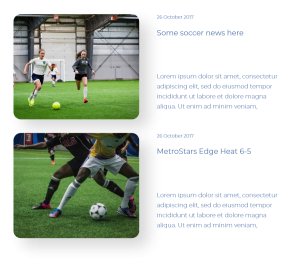 26 October 2017
Some soccer news here
Lorem ipsum dolor sit amet, consectetur
adipiscing elit, sed do eiusmod tempor
incididunt ut labore et dolore magna
aliqua. Ut enim ad minim veniam,
26 October 2017
MetroStars Edge Heat 6-5
Lorem ipsum dolor sit amet, consectetur
adipiscing elit, sed do eiusmod tempor
incididunt ut labore et dolore magna
aliqua. Ut enim ad minim veniam,